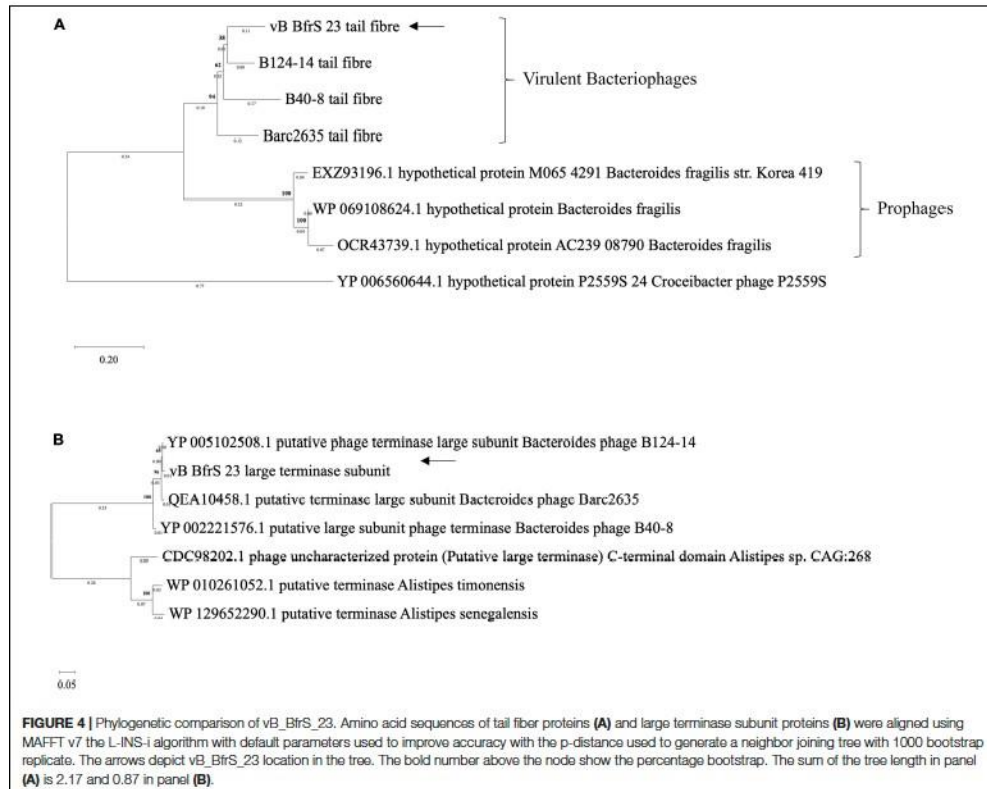 A
vB BfrS 23 tail fibre
B124-14 tail fibre
B40-8 tail fibre
Barc2635 tail fibre
Virulent Bacteriophages
EXZ93196.1 hypothetical protein M065 4291 Bacteroides fragilis str. Korea 419
WP 069108624.1 hypothetical protein Bacteroides fragilis
OCR43739.1 hypothetical protein AC239 08790 Bacteroides fragilis
Prophages
YP 006560644.1 hypothetical protein P2559S 24 Croceibacter phage P2559S
0.20
B
YP 005102508.1 putative phage terminase large subunit Bacteroides phage B124-14
vB BfrS 23 large terminase subunit
QEA10458.1 putative terminase large subunit Bacteroides phage Barc2635
YP 002221576.1 putative large subunit phage terminase Bacteroides phage B40-8
CDC98202.1 phage uncharacterized protein (Putative large terminase) C-terminal domain Alistipes sp. CAG:268
WP 010261052.1 putative terminase Alistipes timonensis
WP 129652290.1 putative terminase Alistipes senegalensis
0.05
FIGURE 4 | Phylogenetic comparison of vB_BfrS_23. Amino acid sequences of tail fiber proteins (A) and large terminase subunit proteins (B) were aligned using
MAFFT v7 the L-INS-i algorithm with default parameters used to improve accuracy with the p-distance used to generate a neighbor joining tree with 1000 bootstrap
replicate. The arrows depict vB_BfrS_23 location in the tree. The bold number above the node show the percentage bootstrap. The sum of the tree length in panel
(A) is 2.17 and 0.87 in panel (B).